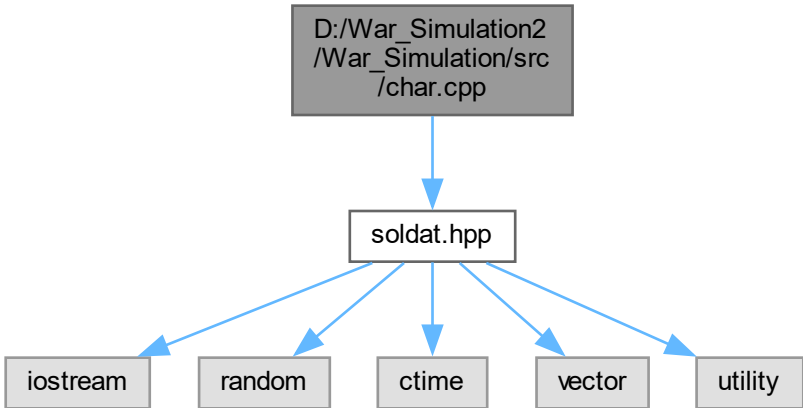 D:/War_Simulation2
/War_Simulation/src
/char.cpp
soldat.hpp
iostream
random
ctime
vector
utility